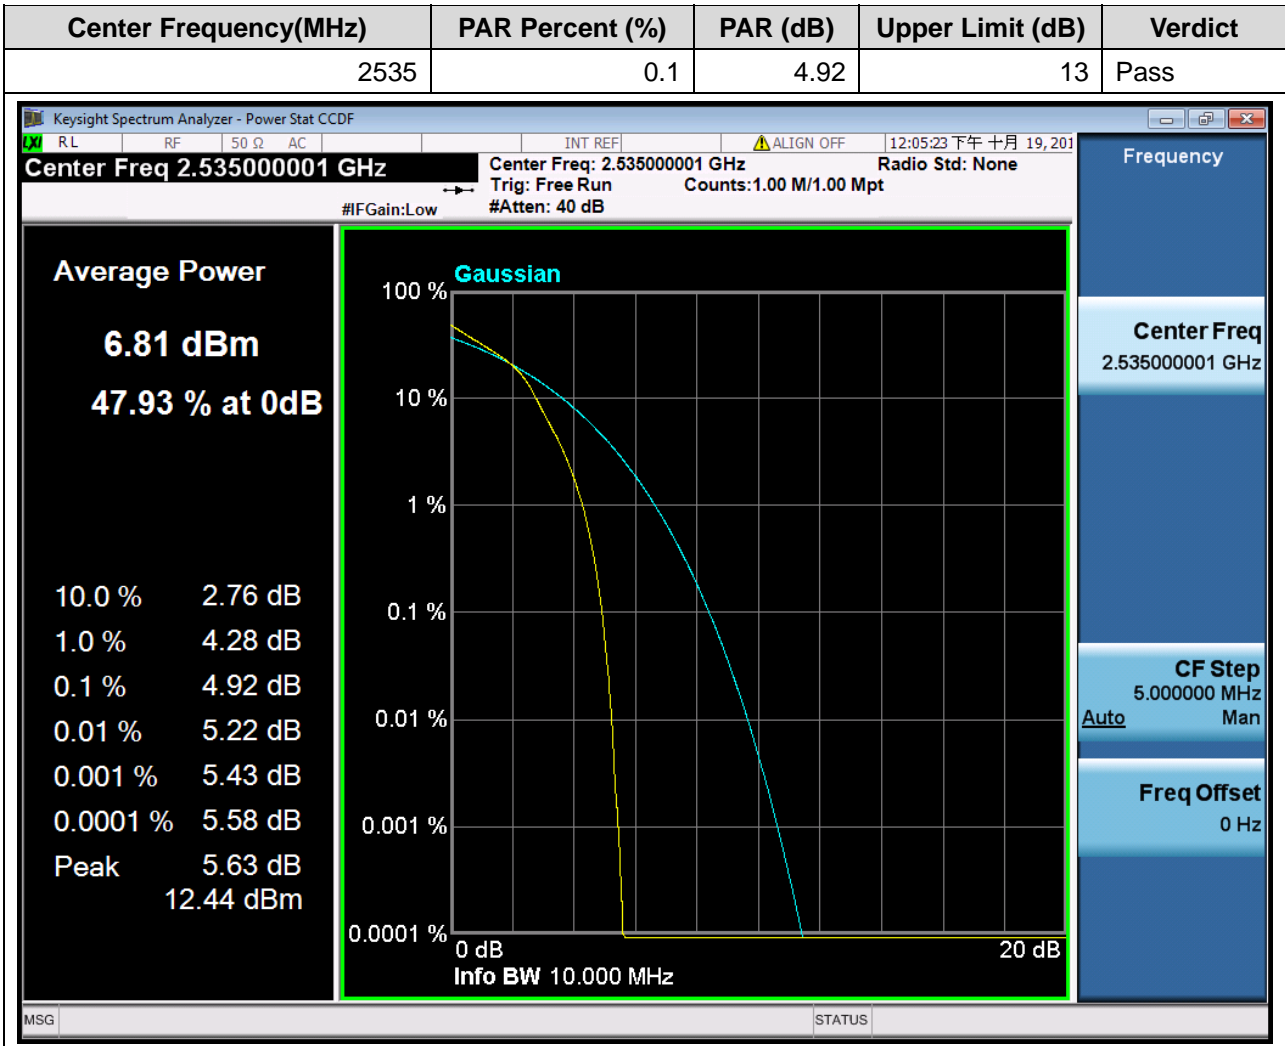 Center Frequency(MHz) PAR Percent (%) PAR (dB) Upper Limit (dB) Verdict
2535 0.1 4.92 13 Pass
Keysight Spectrum Analyzer - Power Stat CCDF
LXI RL RF 50 Ω AC INT REF ALIGN OFF 12:05:23 下午 十月 19, 201
Center Freq 2.535000001 GHz
#IFGain:Low
Center Freq: 2.535000001 GHz Radio Std: None
Trig: Free Run Counts:1.00 M/1.00 Mpt
#Atten: 40 dB
Average Power
6.81 dBm
47.93 % at 0dB
10.0 % 2.76 dB
1.0 % 4.28 dB
0.1 % 4.92 dB
0.01 % 5.22 dB
0.001 % 5.43 dB
0.0001 % 5.58 dB
Peak 5.63 dB
12.44 dBm
Gaussian
100 %
10 %
1 %
0.1 %
0.01 %
0.001 %
0.0001 %
0 dB 20 dB
Info BW 10.000 MHz
Frequency
Center Freq
2.535000001 GHz
CF Step
5.000000 MHz
Auto Man
Freq Offset
0 Hz
MSG STATUS